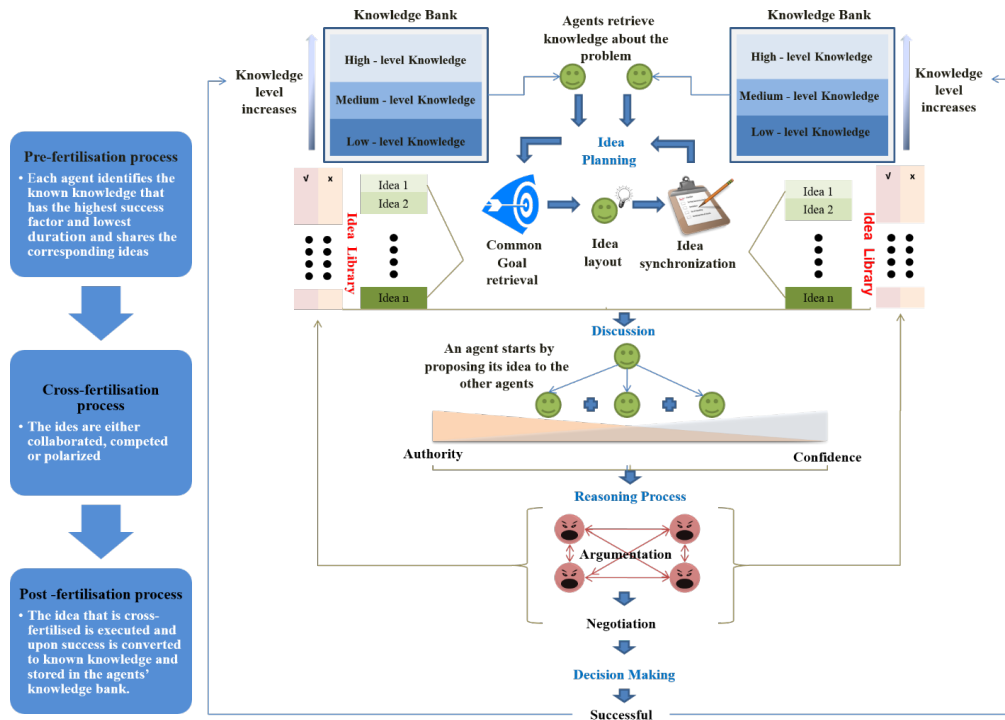 Pre-fertilisation process
• Each agent identifies the
known knowledge that
has the highest success
factor and lowest
duration and shares the
corresponding ideas
Cross-fertilisation
process
• The ides are either
collaborated, competed
or polarized
Post -fertilisation process
• The idea that is cross-
fertilised is executed and
upon success is converted
to known knowledge and
stored in the agents’
knowledge bank.
Knowledge
level
increases
Knowledge Bank
High - level Knowledge
Medium - level Knowledge
Low - level Knowledge
Agents retrieve
knowledge about the
problem
Knowledge Bank
High - level Knowledge
Medium - level Knowledge
Low - level Knowledge
Knowledge
level
increases
Idea
Planning
√ x
Idea Library
Idea 1
Idea 2
Idea n
Common
Goal
retrieval
Idea
layout
Idea
synchronization
Idea 1
Idea 2
Idea n
Idea Library
√ x
Discussion
An agent starts by
proposing its idea to the
other agents
Authority
Confidence
Reasoning Process
Argumentation
Negotiation
Decision Making
Successful